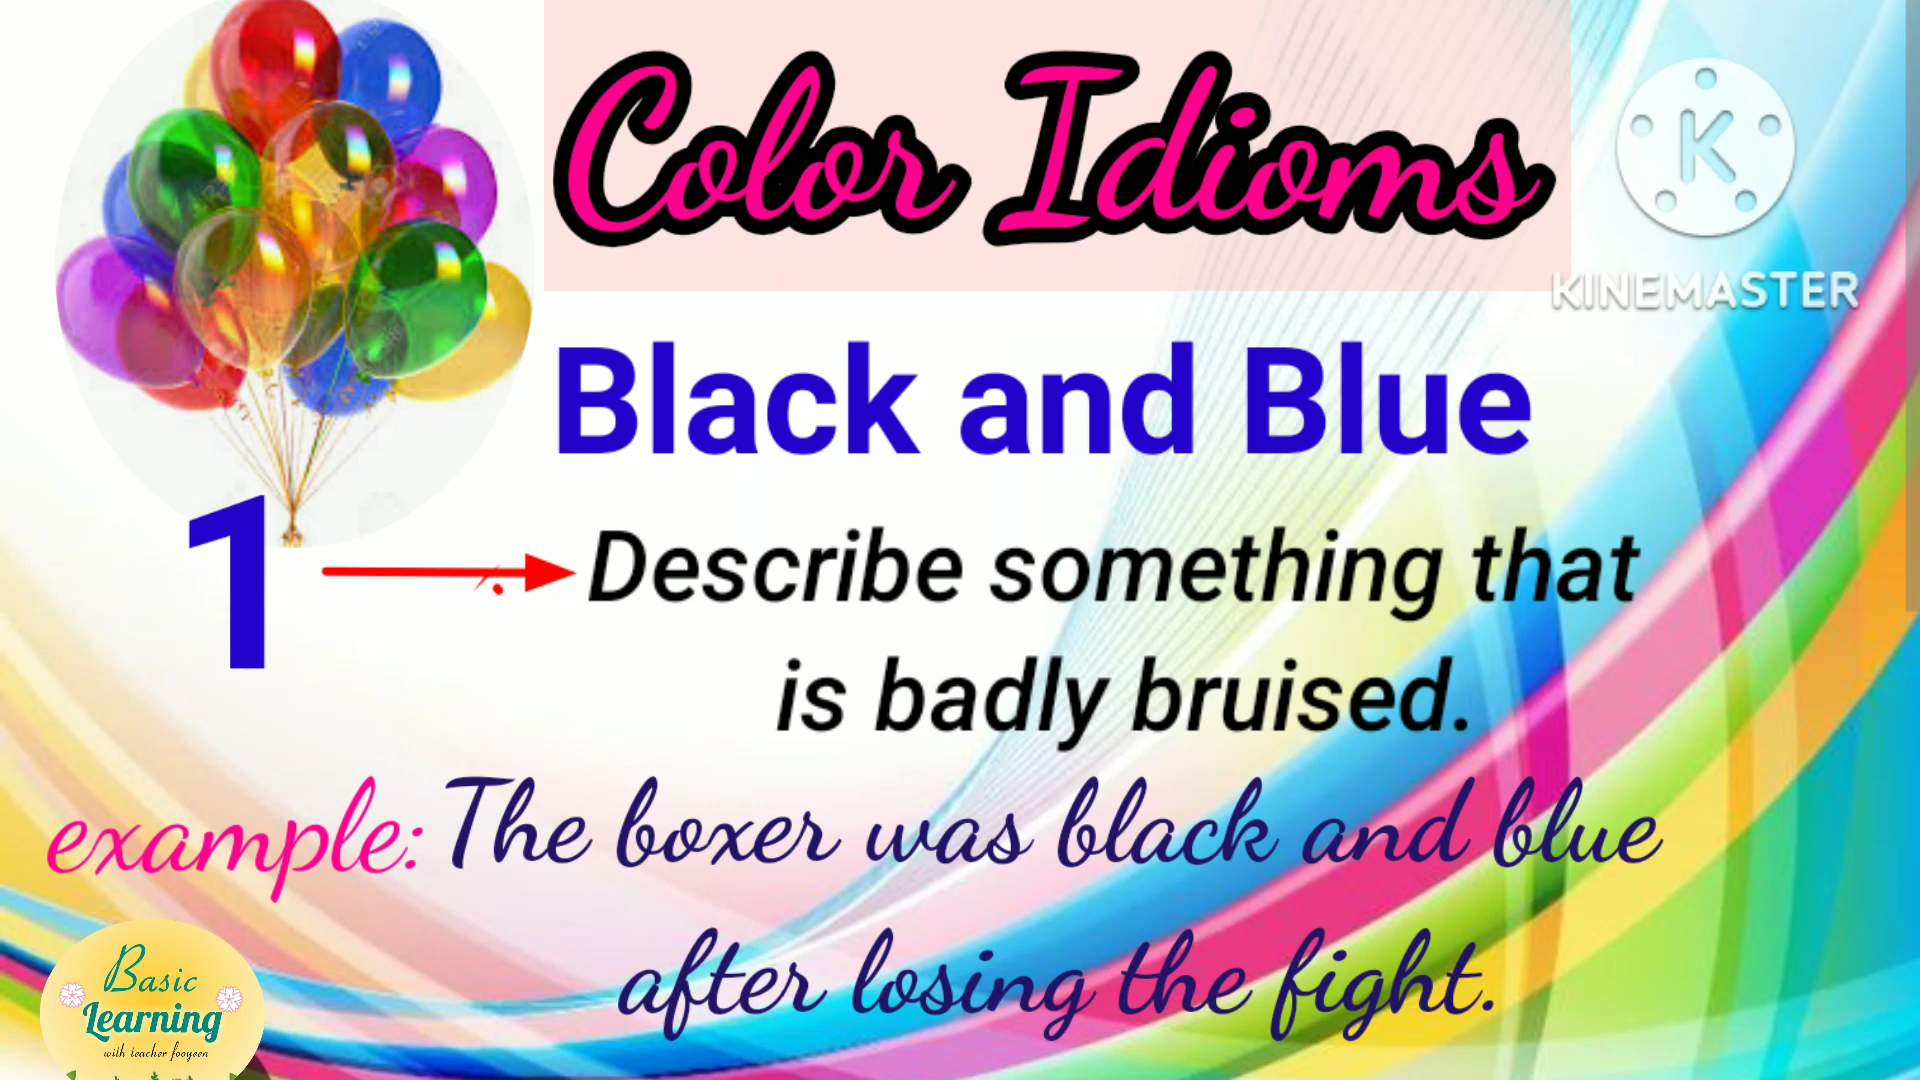 Color Idioms
K
KINEMASTER
Black and Blue
1
Describe something that
is badly bruised.
example: The boxer was black and blue
after losing the fight.
Basic
Learning
with teacher fooyeen